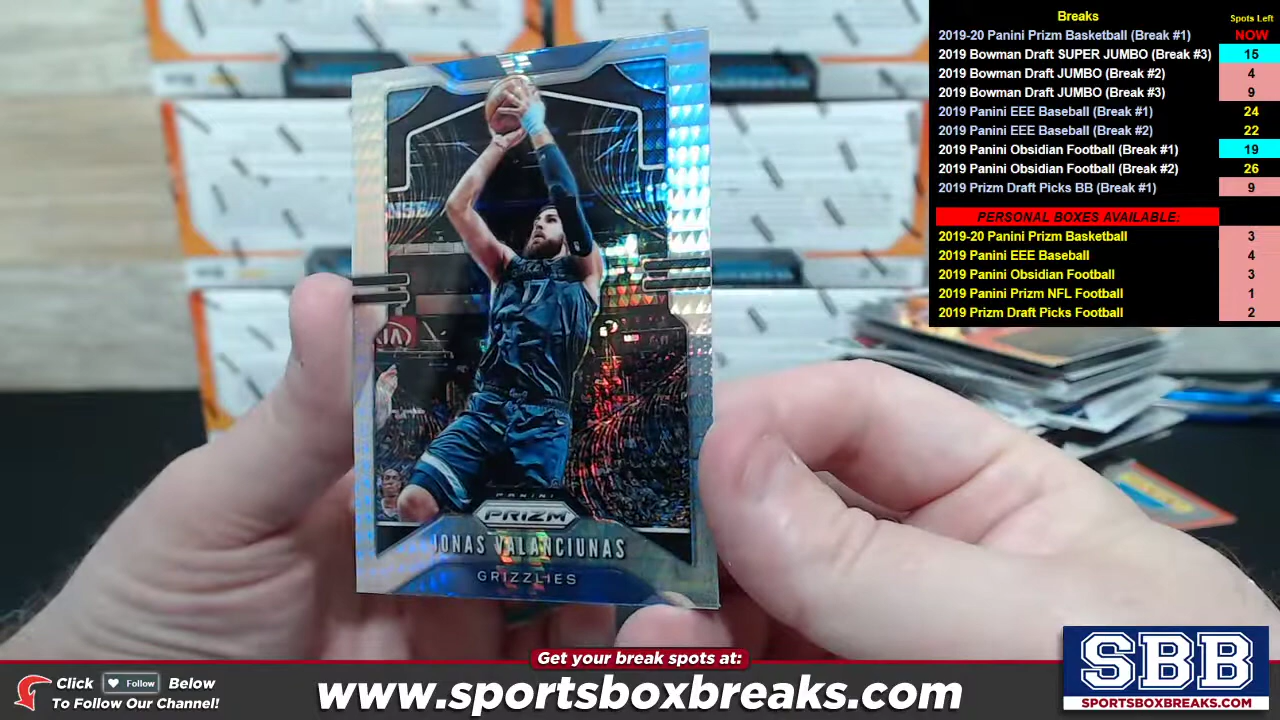 Breaks Spots Left
2019-20 Panini Prizm Basketball (Break #1) NOW
2019 Bowman Draft SUPER JUMBO (Break #3) 15
2019 Bowman Draft JUMBO (Break #2) 4
2019 Bowman Draft JUMBO (Break #3) 9
2019 Panini EEE Baseball (Break #1) 24
2019 Panini EEE Baseball (Break #2) 22
2019 Panini Obsidian Football (Break #1) 19
2019 Panini Obsidian Football (Break #2) 26
2019 Prizm Draft Picks BB (Break #1) 9
PERSONAL BOXES AVAILABLE:
2019-20 Panini Prizm Basketball 3
2019 Panini EEE Baseball 4
2019 Panini Obsidian Football 3
2019 Panini Prizm NFL Football 1
2019 Prizm Draft Picks Football 2
17
PANINI
PRIZM
JONAS VALANCIUNAS
GRIZZLIES
Get your break spots at:
www.sportsboxbreaks.com
Click Follow Below
To Follow Our Channel!
SBB
SPORTSBOXBREAKS.COM